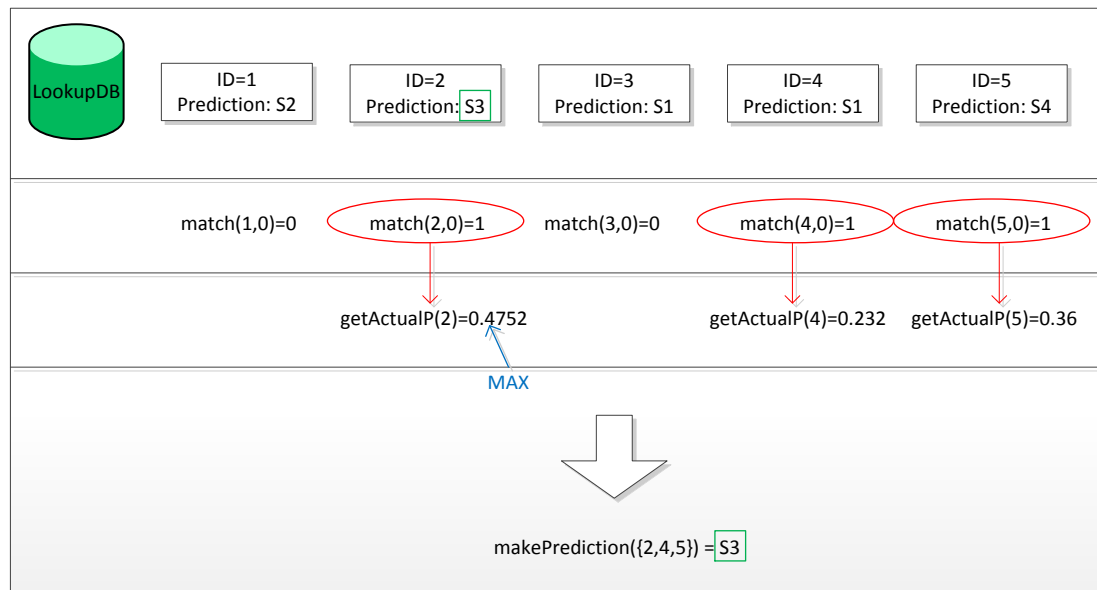 LookupDB
ID=1
Prediction: S2
ID=2
Prediction: S3
ID=3
Prediction: S1
ID=4
Prediction: S1
ID=5
Prediction: S4
match(1,0)=0
match(2,0)=1
match(3,0)=0
match(4,0)=1
match(5,0)=1
getActualP(2)=0.4752
getActualP(4)=0.232
getActualP(5)=0.36
MAX
makePrediction({2,4,5}) = S3